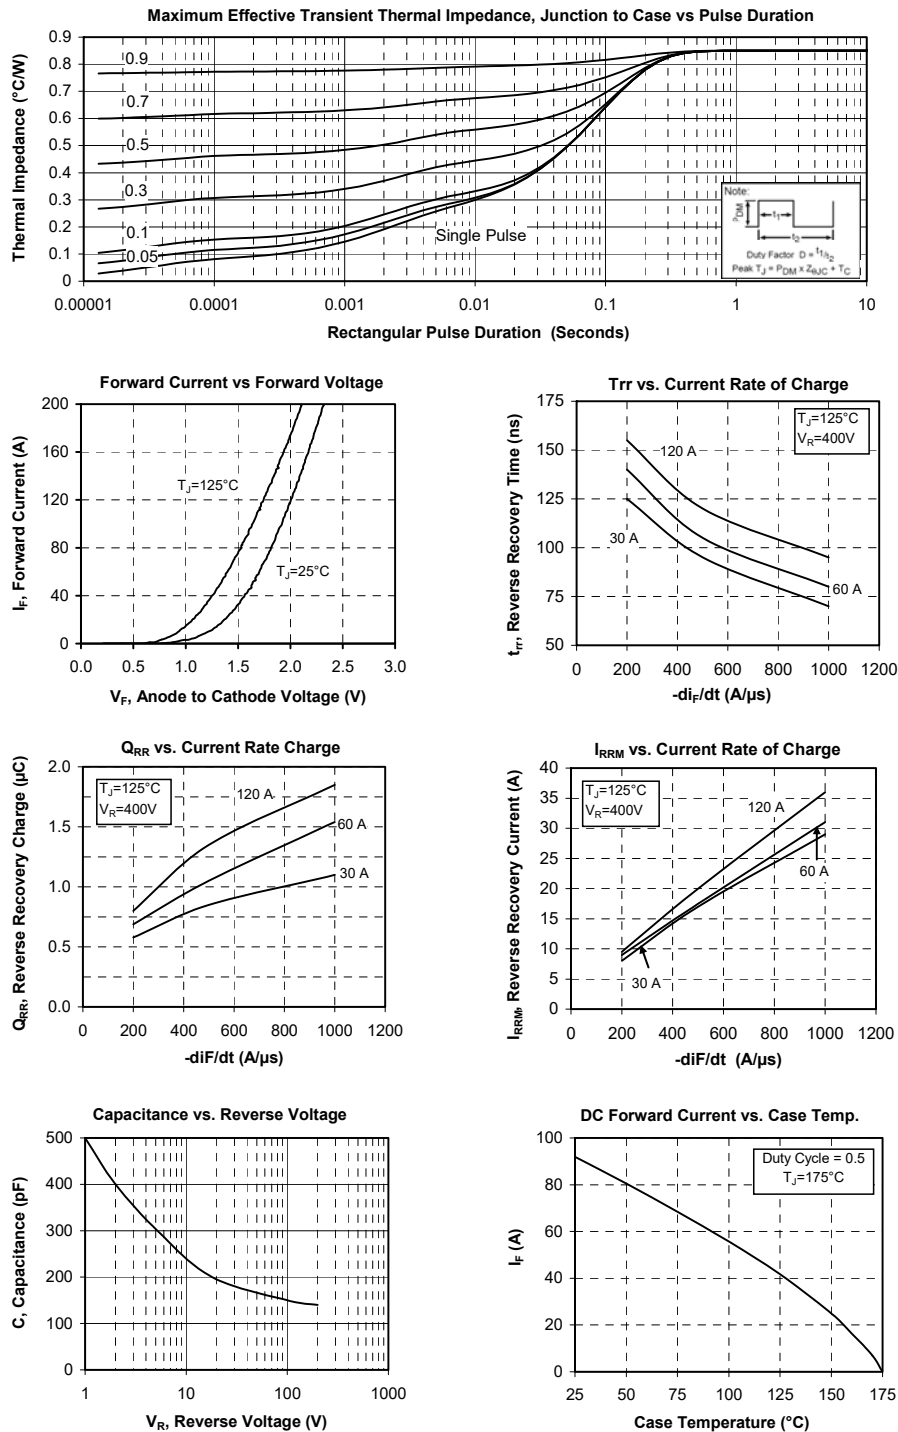 Maximum Effective Transient Thermal Impedance, Junction to Case vs Pulse Duration
Thermal Impedance (°C/W)
0.9
0.8
0.7
0.6
0.5
0.4
0.3
0.2
0.1
0
0.9
0.7
0.5
0.3
0.1
0.05
Single Pulse
Note:
PDM
t1
t2
Duty Factor D = t1/t2
Peak TJ = PDM x ZθJC + TC
0.00001 0.0001 0.001 0.01 0.1 1 10
Rectangular Pulse Duration (Seconds)
Forward Current vs Forward Voltage
IF, Forward Current (A)
200
160
120
80
40
0
TJ=125°C
TJ=25°C
0.0 0.5 1.0 1.5 2.0 2.5 3.0
VF, Anode to Cathode Voltage (V)
Trr vs. Current Rate of Charge
trr, Reverse Recovery Time (ns)
175
150
125
100
75
50
TJ=125°C
VR=400V
120 A
30 A
60 A
0 200 400 600 800 1000 1200
-diF/dt (A/µs)
QRR vs. Current Rate Charge
QRR, Reverse Recovery Charge (µC)
2.0
1.5
1.0
0.5
0.0
TJ=125°C
VR=400V
120 A
60 A
30 A
0 200 400 600 800 1000 1200
-diF/dt (A/µs)
IRRM vs. Current Rate of Charge
IRRM, Reverse Recovery Current (A)
40
35
30
25
20
15
10
5
0
TJ=125°C
VR=400V
120 A
60 A
30 A
0 200 400 600 800 1000 1200
-diF/dt (A/µs)
Capacitance vs. Reverse Voltage
C, Capacitance (pF)
500
400
300
200
100
0
1 10 100 1000
VR, Reverse Voltage (V)
DC Forward Current vs. Case Temp.
IF (A)
100
80
60
40
20
0
Duty Cycle = 0.5
TJ=175°C
25 50 75 100 125 150 175
Case Temperature (°C)